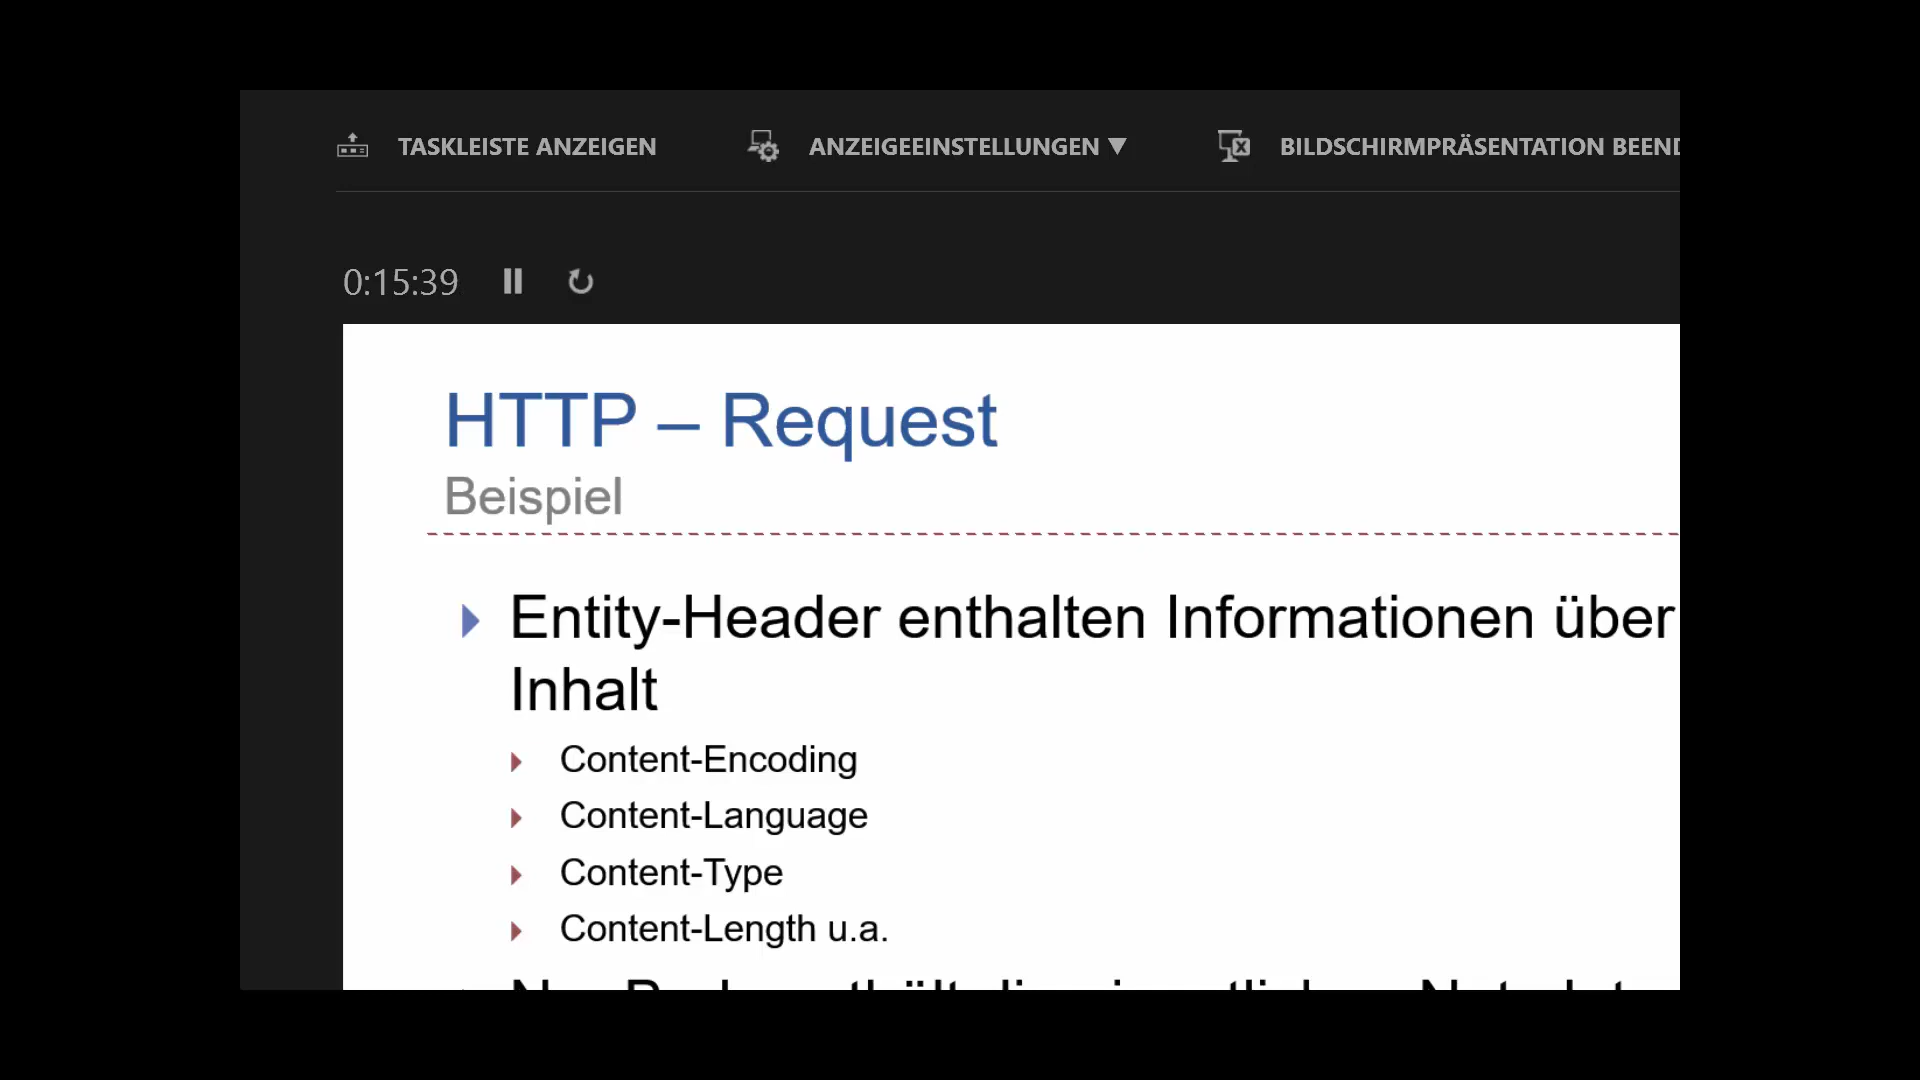 TASKLEISTE ANZEIGEN ANZEIGEEINSTELLUNGEN ▼ BILDSCHIRMPRÄSENTATION
0:15:39
HTTP – Request
Beispiel
Entity-Header enthalten Informationen über
Inhalt
Content-Encoding
Content-Language
Content-Type
Content-Length u.a.